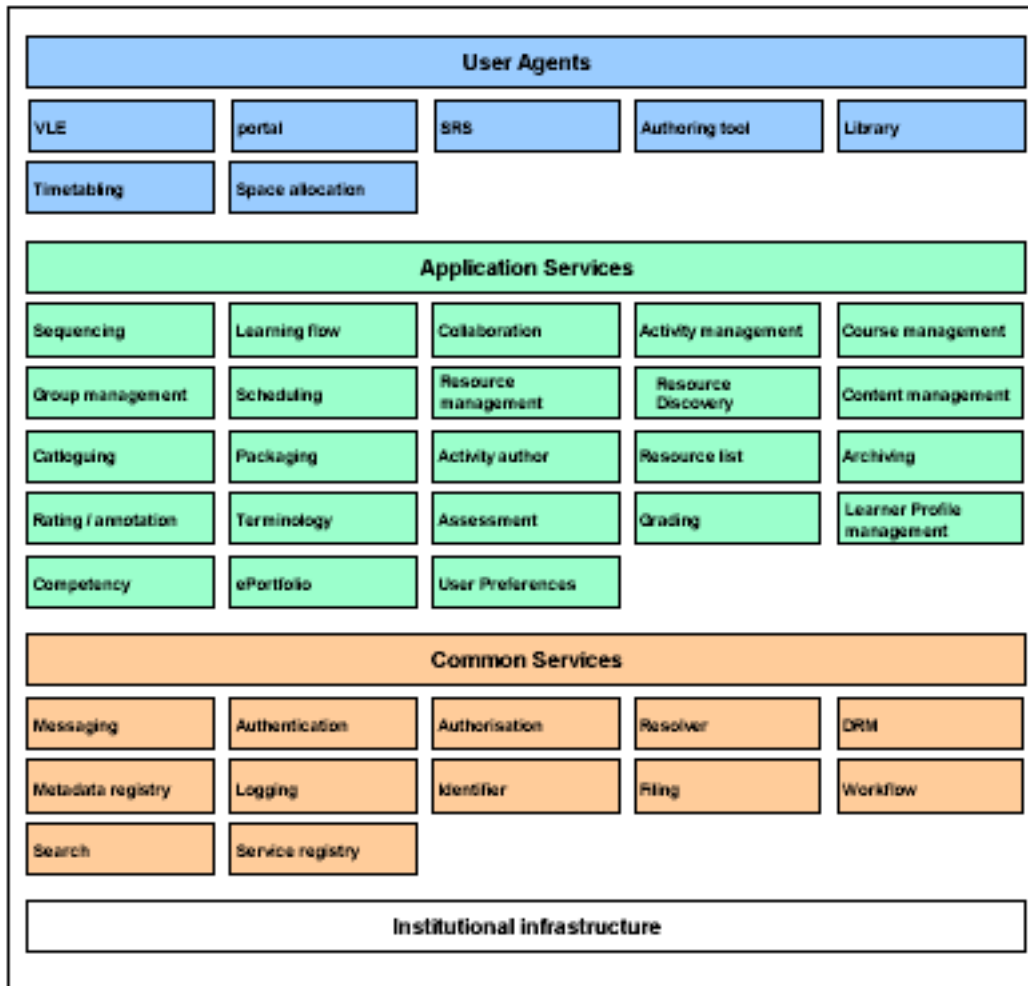 User Agents
VLE
portal
SRS
Authoring tool
Library
Timetabling
Space allocation
Application Services
Sequencing
Learning flow
Collaboration
Activity management
Course management
Group management
Scheduling
Resource
management
Resource
Discovery
Content management
Catloguing
Packaging
Activity author
Resource list
Archiving
Rating / annotation
Terminology
Assessment
Grading
Learner Profile
management
Competency
ePortfolio
User Preferences
Common Services
Messaging
Authentication
Authorisation
Resolver
DRM
Metadata registry
Logging
Identifier
Filing
Workflow
Search
Service registry
Institutional infrastructure